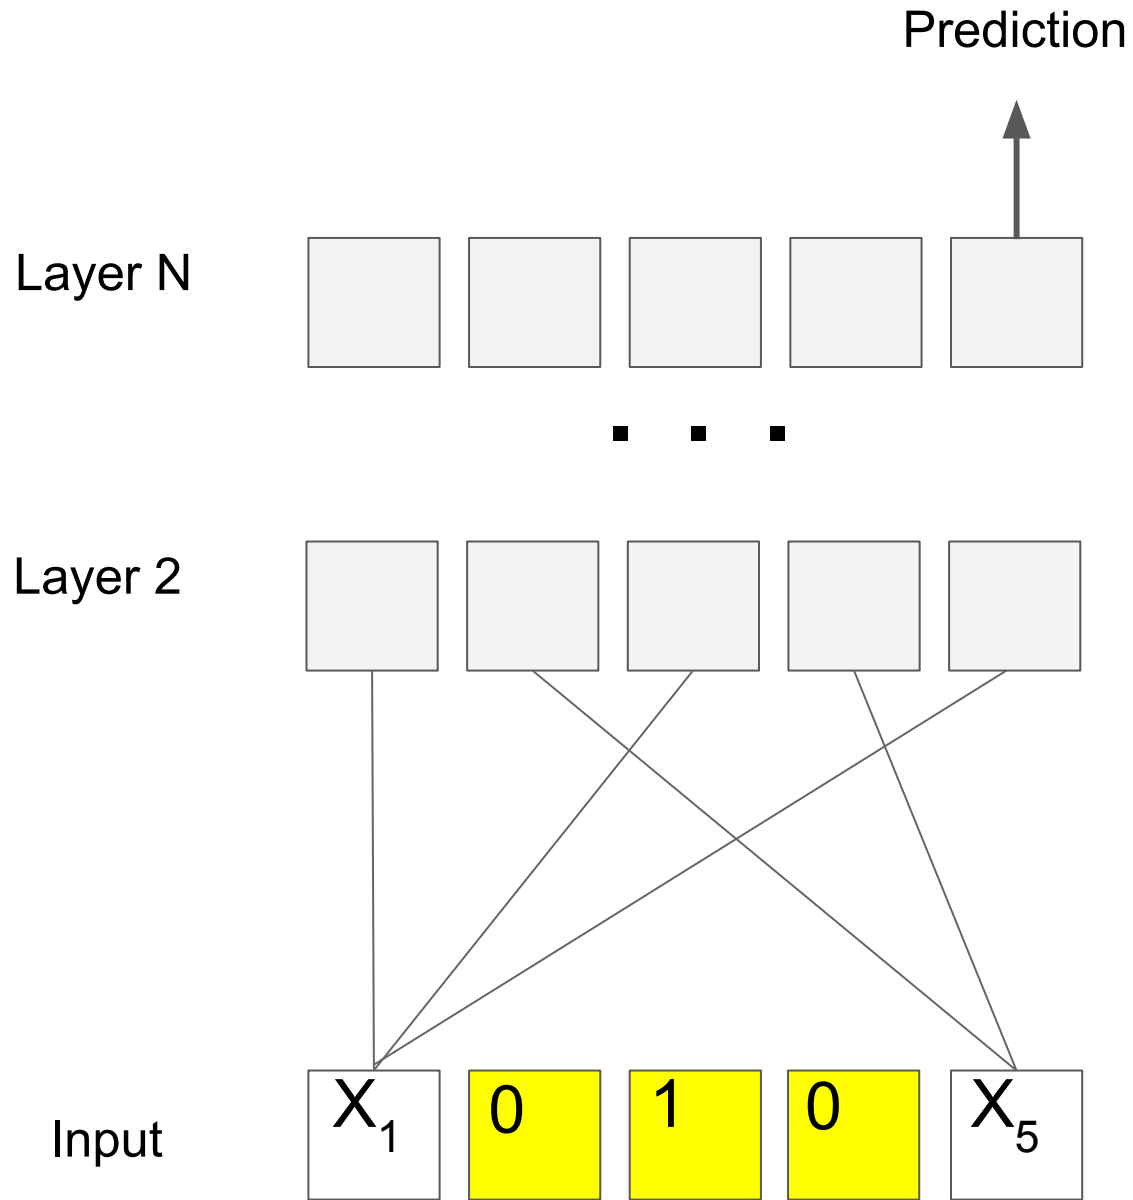 Prediction
Layer N
. . .
Layer 2
Input X₁ 0 1 0 X₅